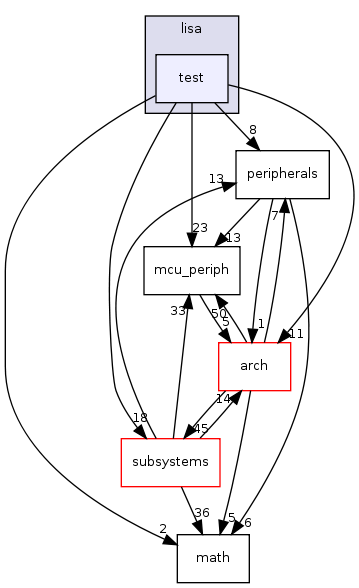 lisa
test
8
13
peripherals
7
23
13
mcu_periph
33
50
5
1
11
arch
14
18
45
subsystems
36
5
6
2
math